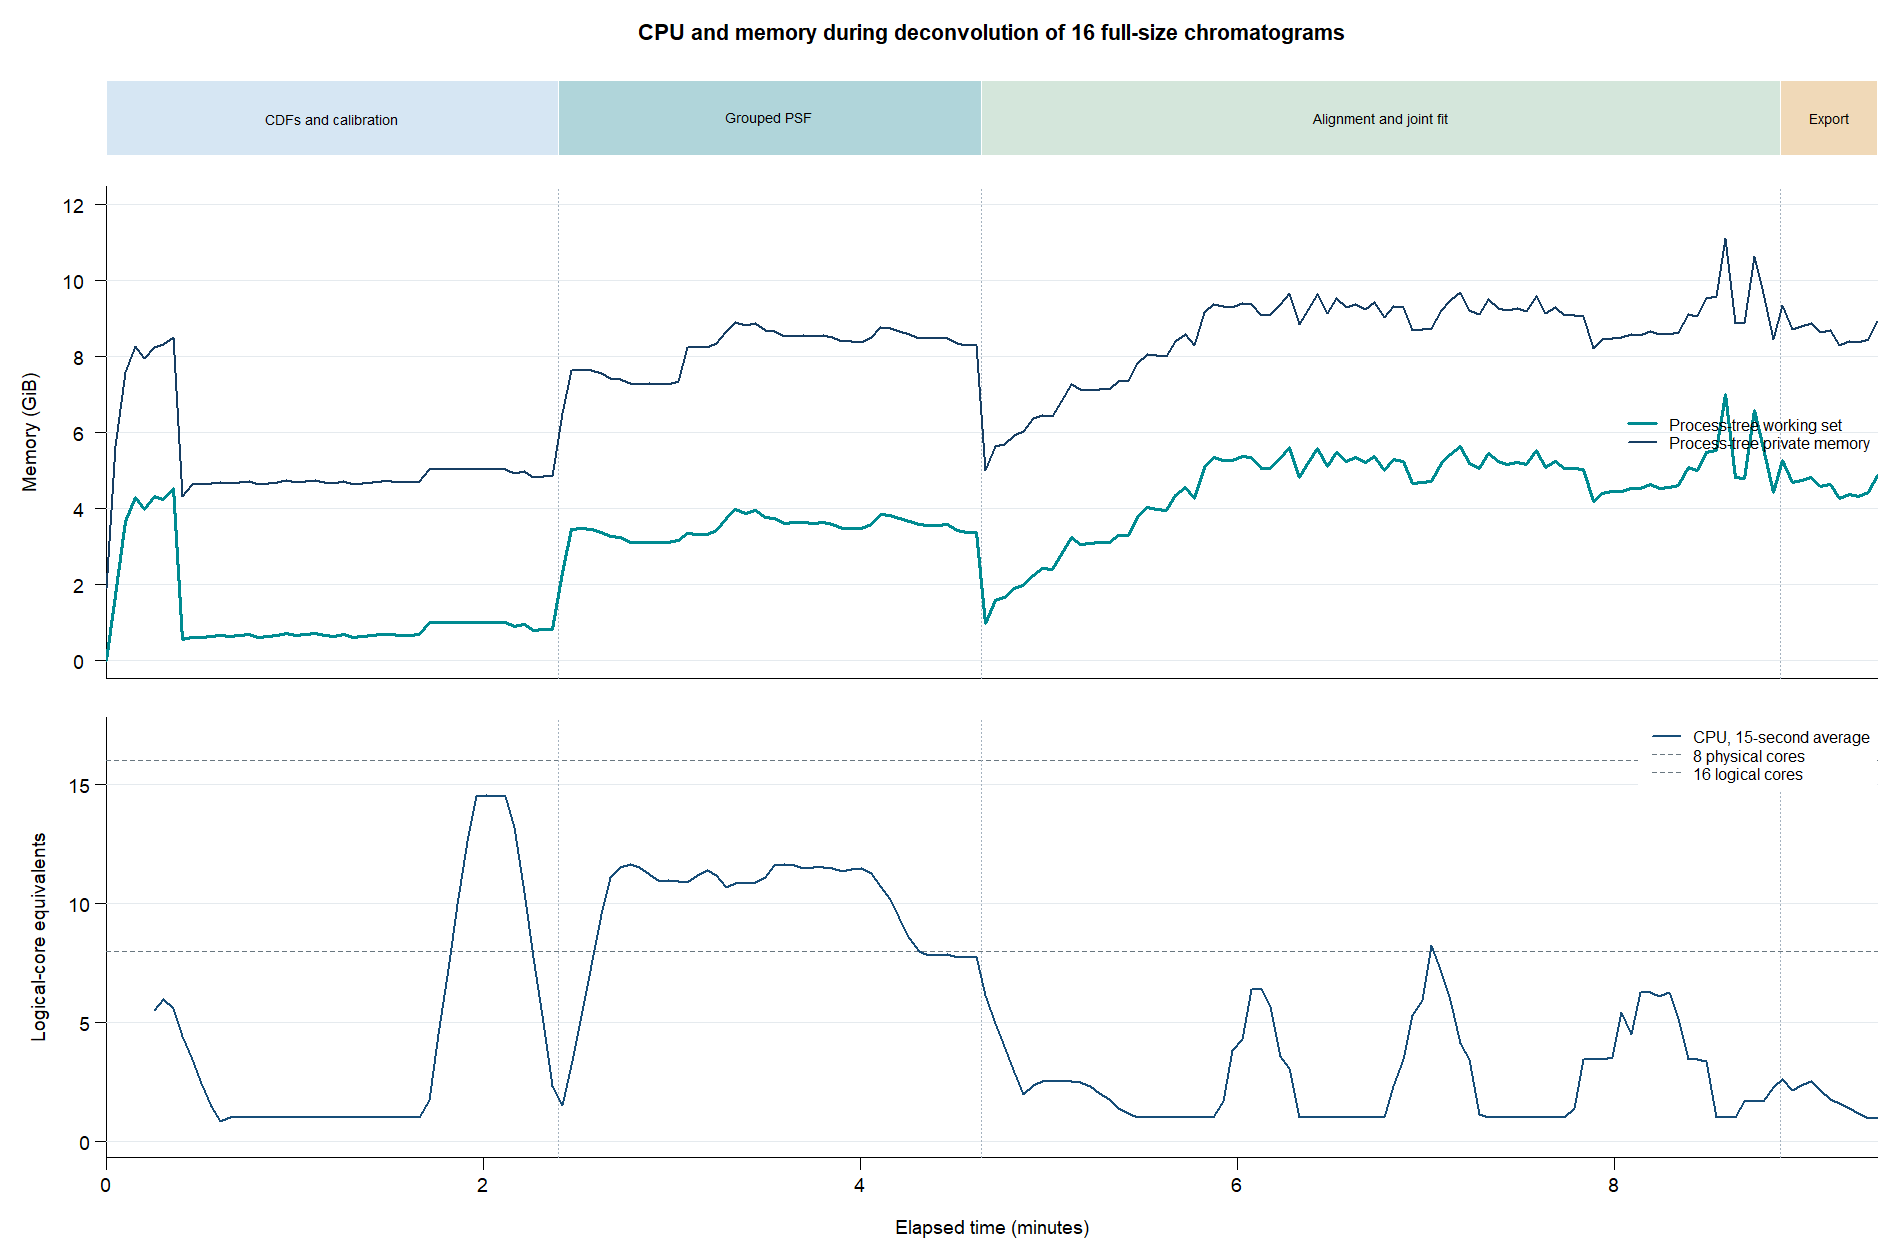 CPU and memory during deconvolution of 16 full-size chromatograms
CDFs and calibration
Grouped PSF
Alignment and joint fit
Export
Memory (GiB)
12
10
8
6
4
2
0
Process-tree working set
Process-tree private memory
Logical-core equivalents
15
10
5
0
CPU, 15-second average
8 physical cores
16 logical cores
0
2
4
6
8
Elapsed time (minutes)